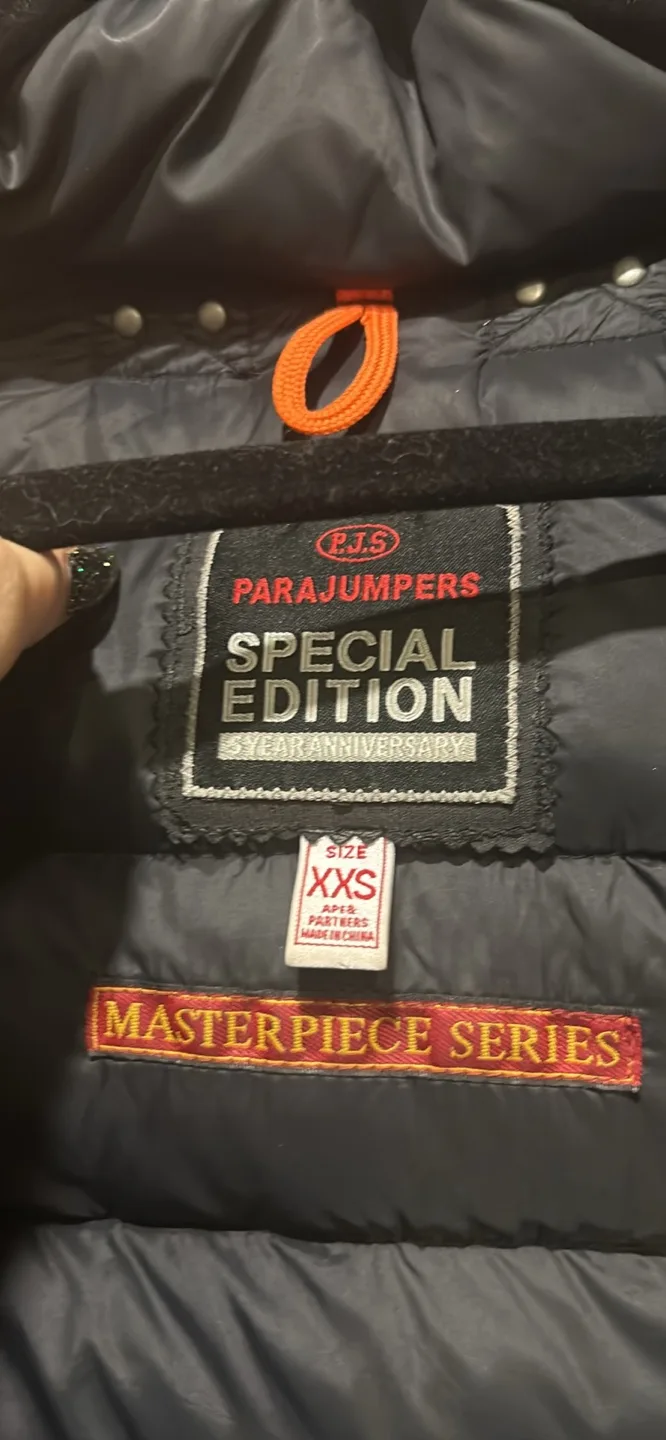 P.J.S
PARAJUMPERS
SPECIAL
EDITION
5 YEAR ANNIVERSARY
SIZE
XXS
APE &
PARTNERS
MADE IN CHINA
MASTERPIECE SERIES